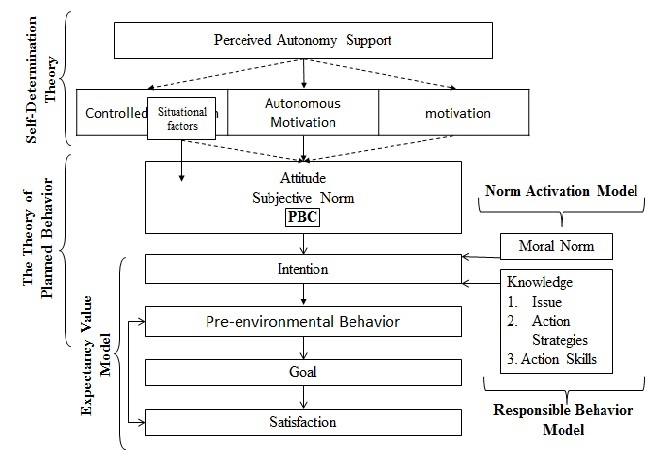 Self-Determination
Theory
Perceived Autonomy Support
Controlled
Situational
factors
n
Autonomous
Motivation
motivation
The Theory of
Planned Behavior
Attitude
Subjective Norm
PBC
Norm Activation Model
Moral Norm
Intention
Knowledge
1. Issue
2. Action
Strategies
3. Action Skills
Expectancy Value
Model
Pre-environmental Behavior
Goal
Satisfaction
Responsible Behavior
Model